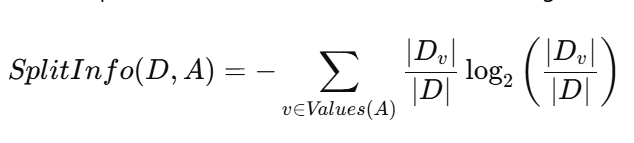 SplitInfo(D, A) = − ∑_{v∈Values(A)} |D_v|/|D| log₂ (|D_v|/|D|)